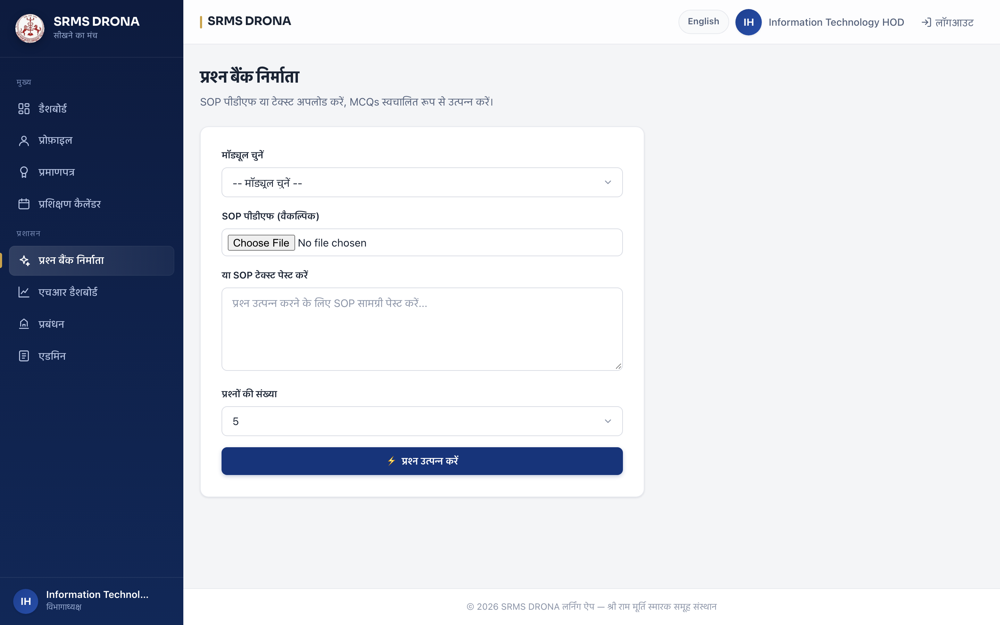 SRMS DRONA
सीखने का मंच
मुख्य
डैशबोर्ड
प्रोफ़ाइल
प्रमाणपत्र
प्रशिक्षण कैलेंडर
प्रशासन
प्रश्न बैंक निर्माता
एचआर डैशबोर्ड
प्रबंधन
एडमिन
IH
Information Technol...
विभागाध्यक्ष
SRMS DRONA
English
IH
Information Technology HOD
लॉगआउट
प्रश्न बैंक निर्माता
SOP पीडीएफ या टेक्स्ट अपलोड करें, MCQs स्वचालित रूप से उत्पन्न करें।
मॉड्यूल चुनें
-- मॉड्यूल चुनें --
SOP पीडीएफ (वैकल्पिक)
Choose File No file chosen
या SOP टेक्स्ट पेस्ट करें
प्रश्न उत्पन्न करने के लिए SOP सामग्री पेस्ट करें...
प्रश्नों की संख्या
5
⚡ प्रश्न उत्पन्न करें
© 2026 SRMS DRONA लर्निंग ऐप — श्री राम मूर्ति स्मारक समूह संस्थान